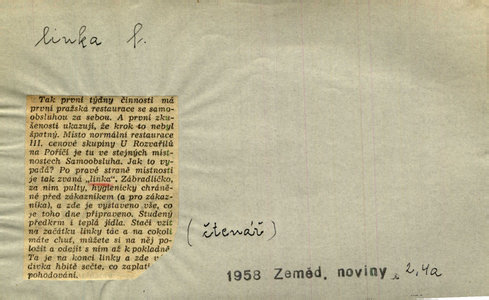 linka f.
Tak první týdny činnosti má
první pražská restaurace se samo-
obsluhou za sebou. A první zku-
šenosti ukazují, že krok to nebyl
špatný. Místo normální restaurace
III. cenové skupiny U Rozvařilů
na Poříčí je tu ve stejných míst-
nostech Samoobsluha. Jak to vy-
padá? Po pravé straně místnosti
je tak zvaná „linka“. Zábradlíčko,
za ním pulty, hygienicky chráně-
né před zákazníkem (a pro zákaz-
níka), a zde je vystaveno vše, co
je toho dne připraveno. Studený
předkrm i teplá jídla. Stačí vzít
na začátku linky tác a na cokoli
máte chuť, můžete si na něj po-
ložit a odejít s ním až k pokladně
Ta je na konci linky a zde
dívka hbitě sečte, co zaplatí
pohodování.
(čtenář)
1958 Zeměd. noviny 2,4a